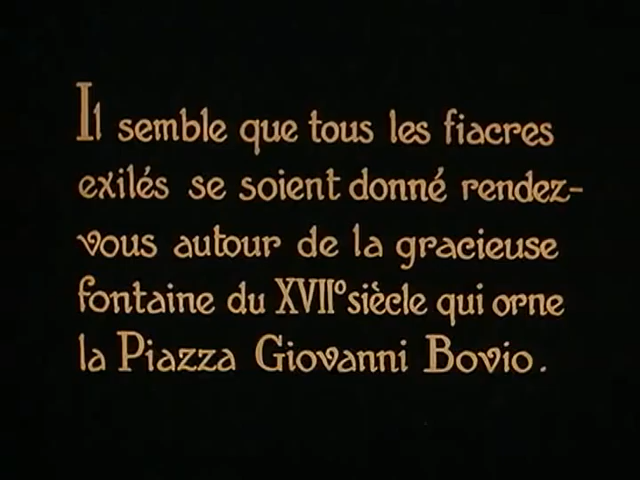 Il semble que tous les fiacres
exilés se soient donné rendez-
vous autour de la gracieuse
fontaine du XVIIº siècle qui orne
la Piazza Giovanni Bovio.